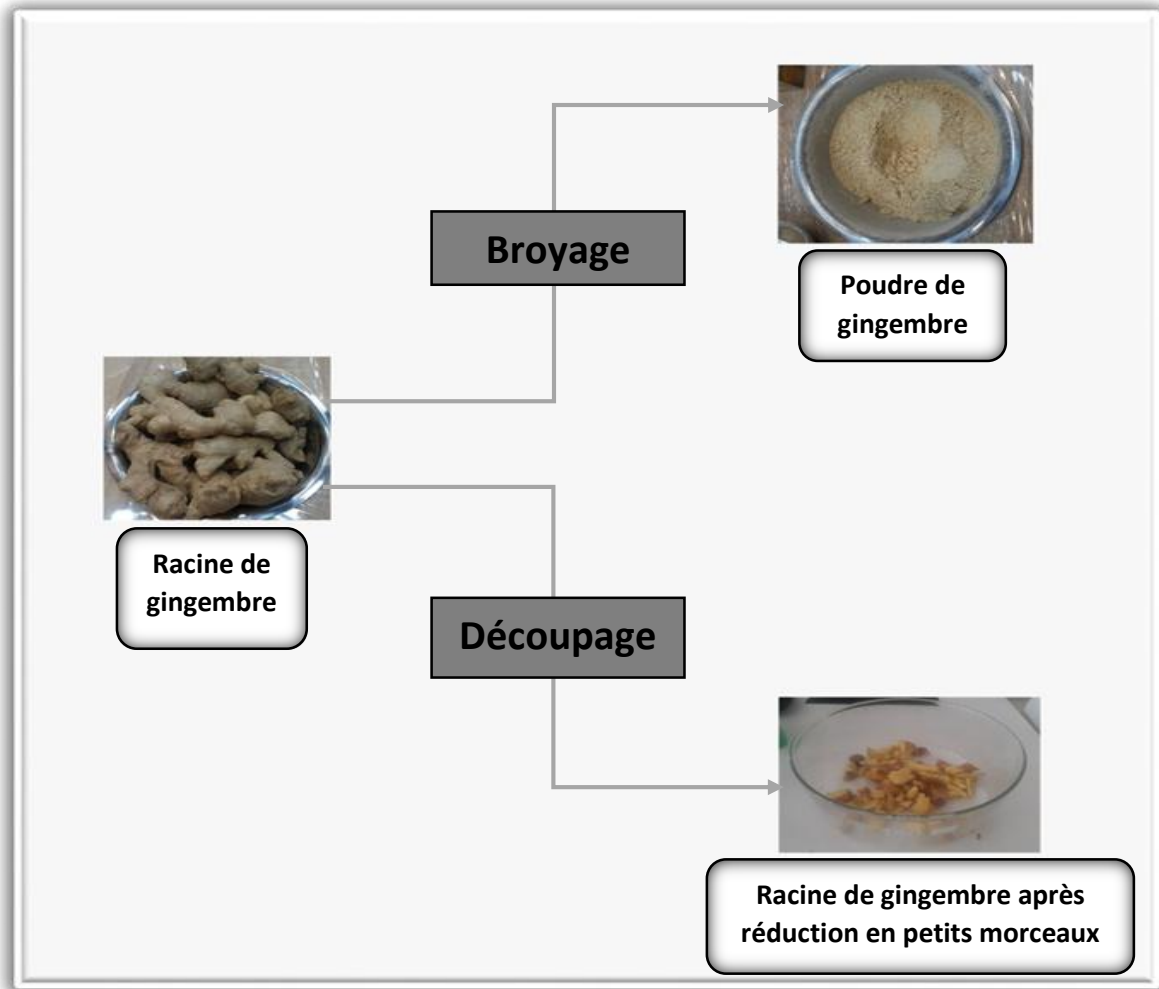 Broyage
Poudre de
gingembre
Racine de
gingembre
Découpage
Racine de gingembre après
réduction en petits morceaux